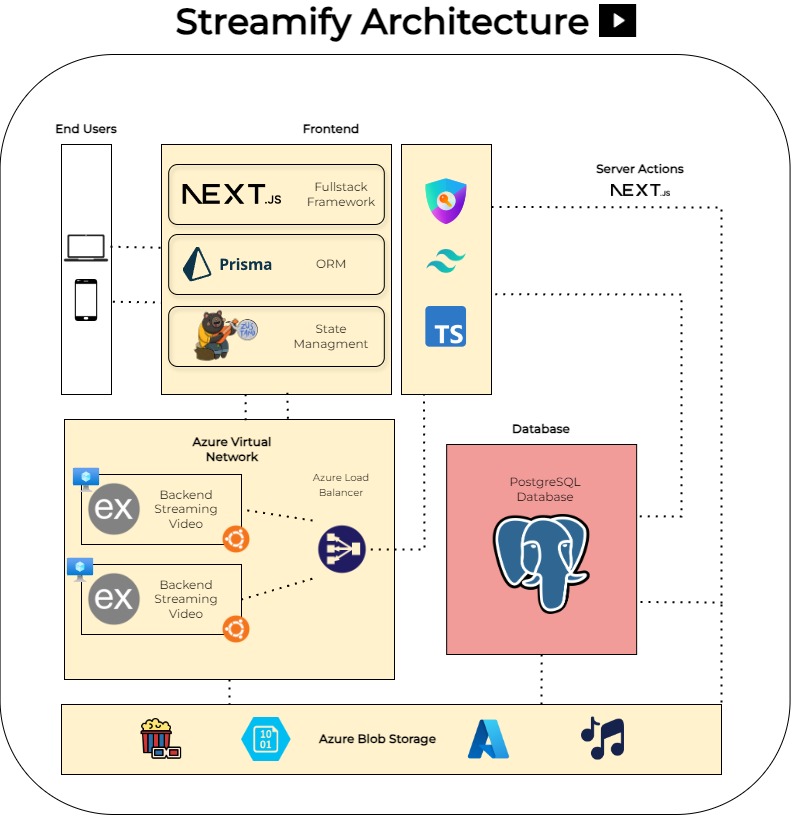 Streamify Architecture
End Users
Frontend
Server Actions
NEXT.JS
NEXT.JS
Fullstack
Framework
Prisma
ORM
ZUS
TAND
State
Managment
TS
Azure Virtual
Network
Azure Load
Balancer
ex
Backend
Streaming
Video
ex
Backend
Streaming
Video
Database
PostgreSQL
Database
10
01
Azure Blob Storage